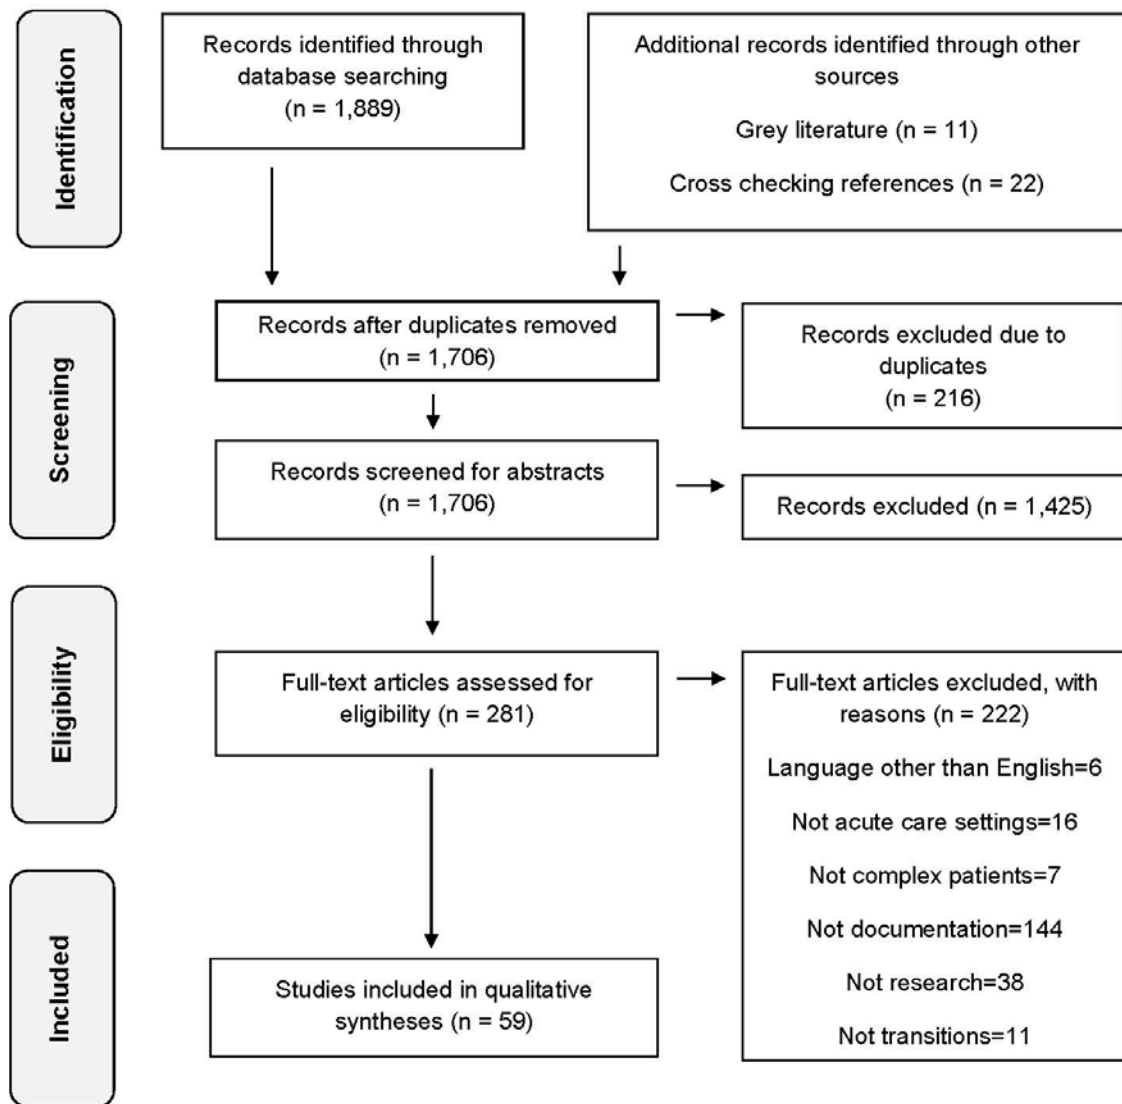 Identification
Records identified through
database searching
(n = 1,889)
Additional records identified through other
sources
Grey literature (n = 11)
Cross checking references (n = 22)
Screening
Records after duplicates removed
(n = 1,706)
Records excluded due to
duplicates
(n = 216)
Records screened for abstracts
(n = 1,706)
Records excluded (n = 1,425)
Eligibility
Full-text articles assessed for
eligibility (n = 281)
Full-text articles excluded, with
reasons (n = 222)
Language other than English=6
Not acute care settings=16
Not complex patients=7
Not documentation=144
Not research=38
Not transitions=11
Included
Studies included in qualitative
syntheses (n = 59)